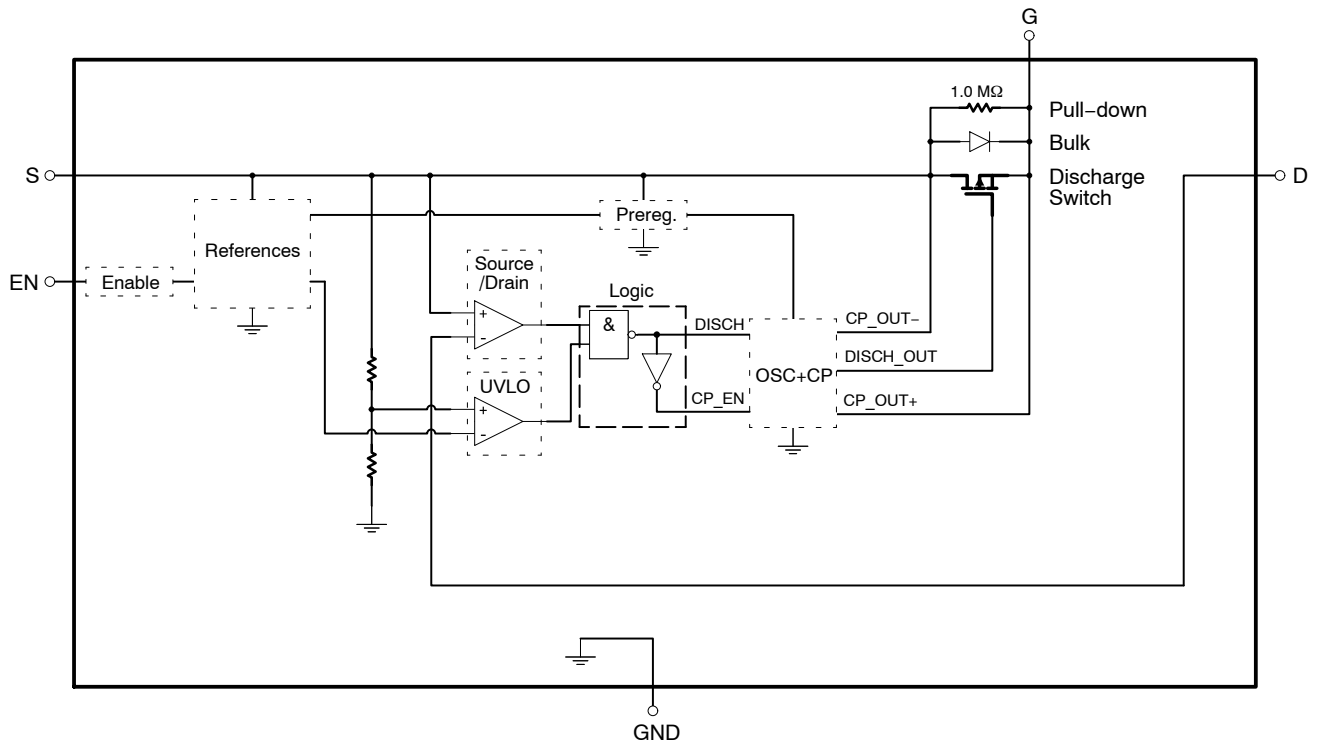 G
1.0 MΩ
Pull−down
Bulk
S
Discharge
Switch
D
Prereg.
References
EN
Enable
Source
/Drain
+
-
Logic
&
DISCH
CP_OUT−
OSC+CP
DISCH_OUT
UVLO
+
-
CP_EN
CP_OUT+
GND